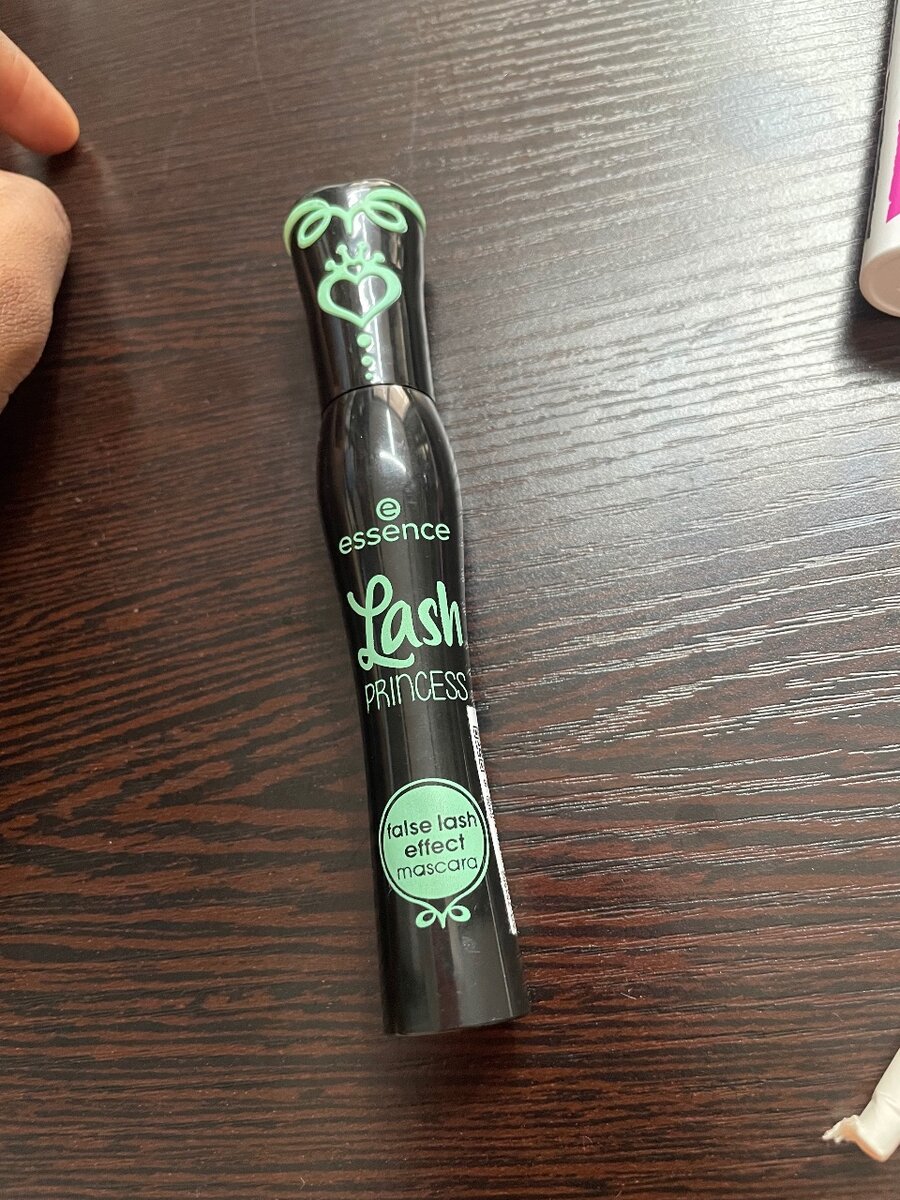 e
essence
Lash
PRINCESS
false lash
effect
mascara